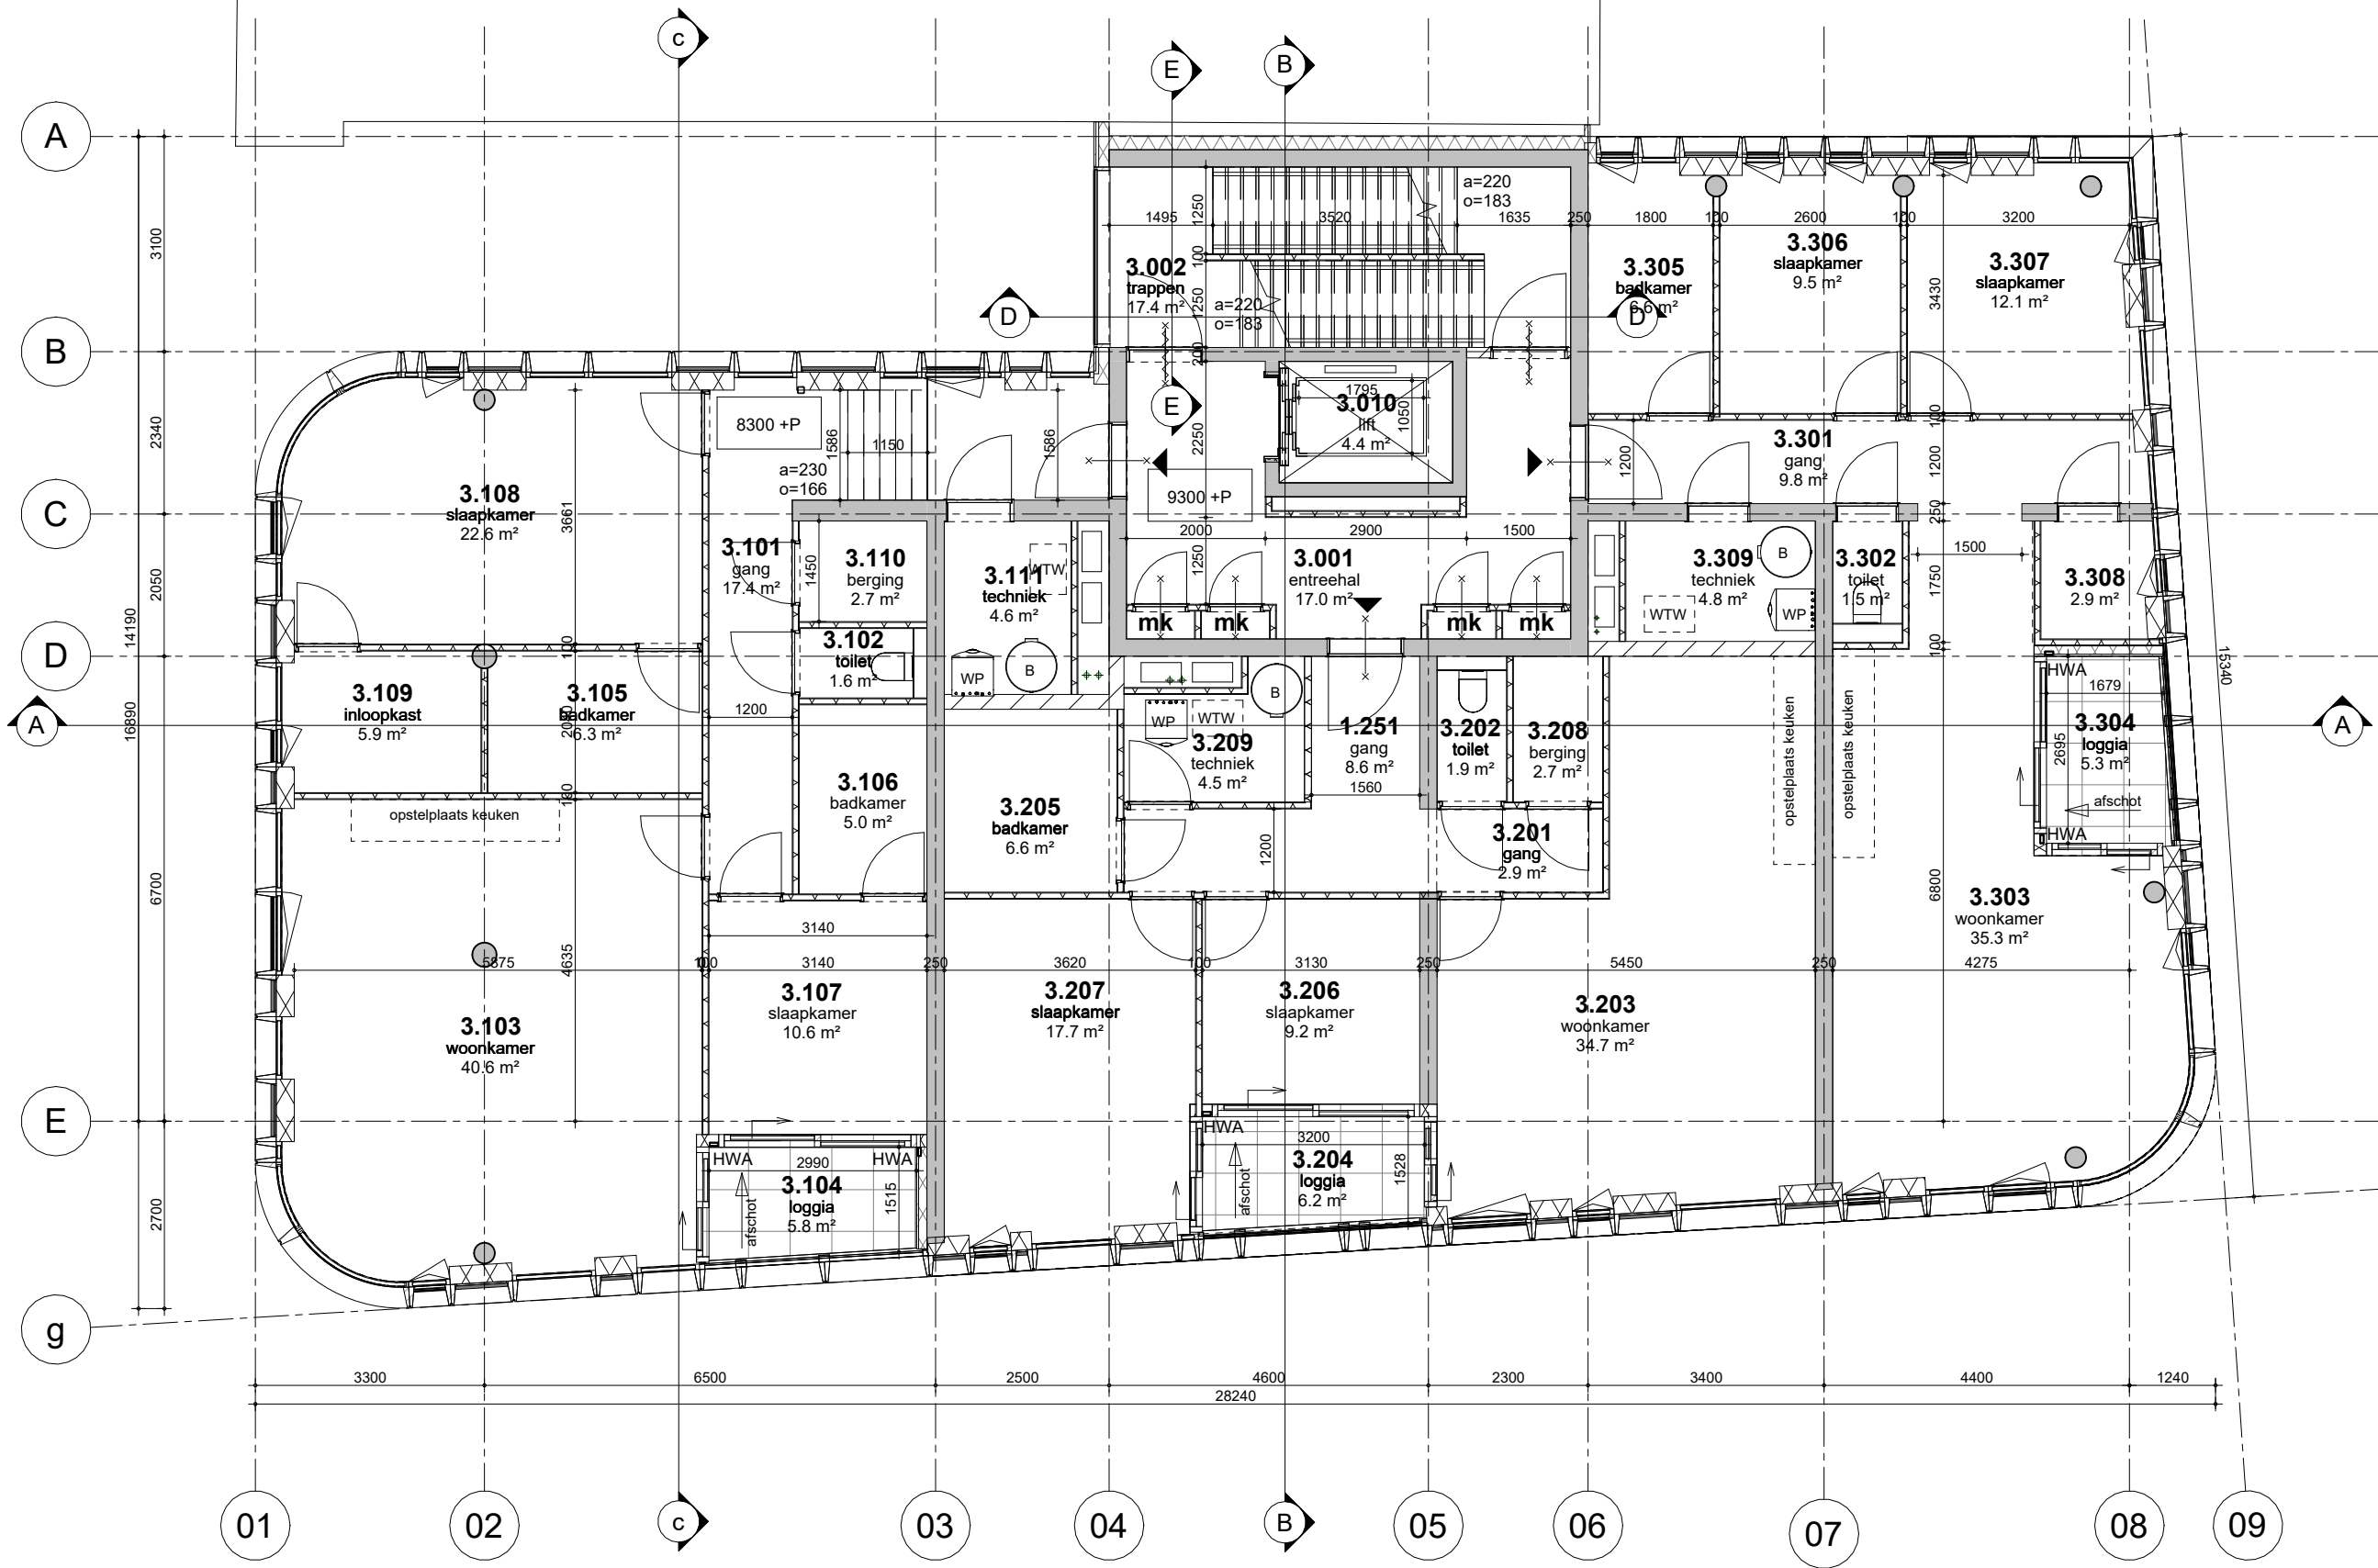 c
E
B
A
B
C
D
E
g
A
A
D
D
E
3100
2340
2050
6700
2700
14190
16890
15340
1495
3520
1635
250
1800
100
2600
100
3200
1250
100
1250
200
2250
1250
a=220
o=183
a=220
o=183
3.002
trappen
17.4 m²
3.305
badkamer
6.6 m²
3.306
slaapkamer
9.5 m²
3.307
slaapkamer
12.1 m²
3430
100
1200
250
1750
100
6800
1795
1050
3.010
lift
4.4 m²
3.301
gang
9.8 m²
1200
8300 +P
1586
1150
1586
a=230
o=166
9300 +P
2000
2900
1500
3.108
slaapkamer
22.6 m²
3661
100
2080
100
4635
3.101
gang
17.4 m²
1450
3.110
berging
2.7 m²
3.111
techniek
4.6 m²
WTW
WP
B
3.102
toilet
1.6 m²
3.001
entreehal
17.0 m²
mk
mk
mk
mk
3.309
techniek
4.8 m²
WTW
B
WP
3.302
toilet
1.5 m²
1500
3.308
2.9 m²
3.109
inloopkast
5.9 m²
3.105
badkamer
6.3 m²
1200
opstelplaats keuken
3.106
badkamer
5.0 m²
3.205
badkamer
6.6 m²
WP
WTW
B
3.209
techniek
4.5 m²
1.251
gang
8.6 m²
1560
1200
3.202
toilet
1.9 m²
3.208
berging
2.7 m²
3.201
gang
2.9 m²
opstelplaats keuken
opstelplaats keuken
HWA
1679
3.304
loggia
5.3 m²
2695
afschot
HWA
3.303
woonkamer
35.3 m²
3140
5875
100
3140
250
3620
100
3130
250
5450
250
4275
3.103
woonkamer
40.6 m²
3.107
slaapkamer
10.6 m²
3.207
slaapkamer
17.7 m²
3.206
slaapkamer
9.2 m²
3.203
woonkamer
34.7 m²
HWA
HWA
2990
3.104
loggia
5.8 m²
1515
afschot
HWA
3200
3.204
loggia
6.2 m²
1528
afschot
3300
6500
2500
4600
2300
3400
4400
1240
28240
01
02
c
03
04
B
05
06
07
08
09